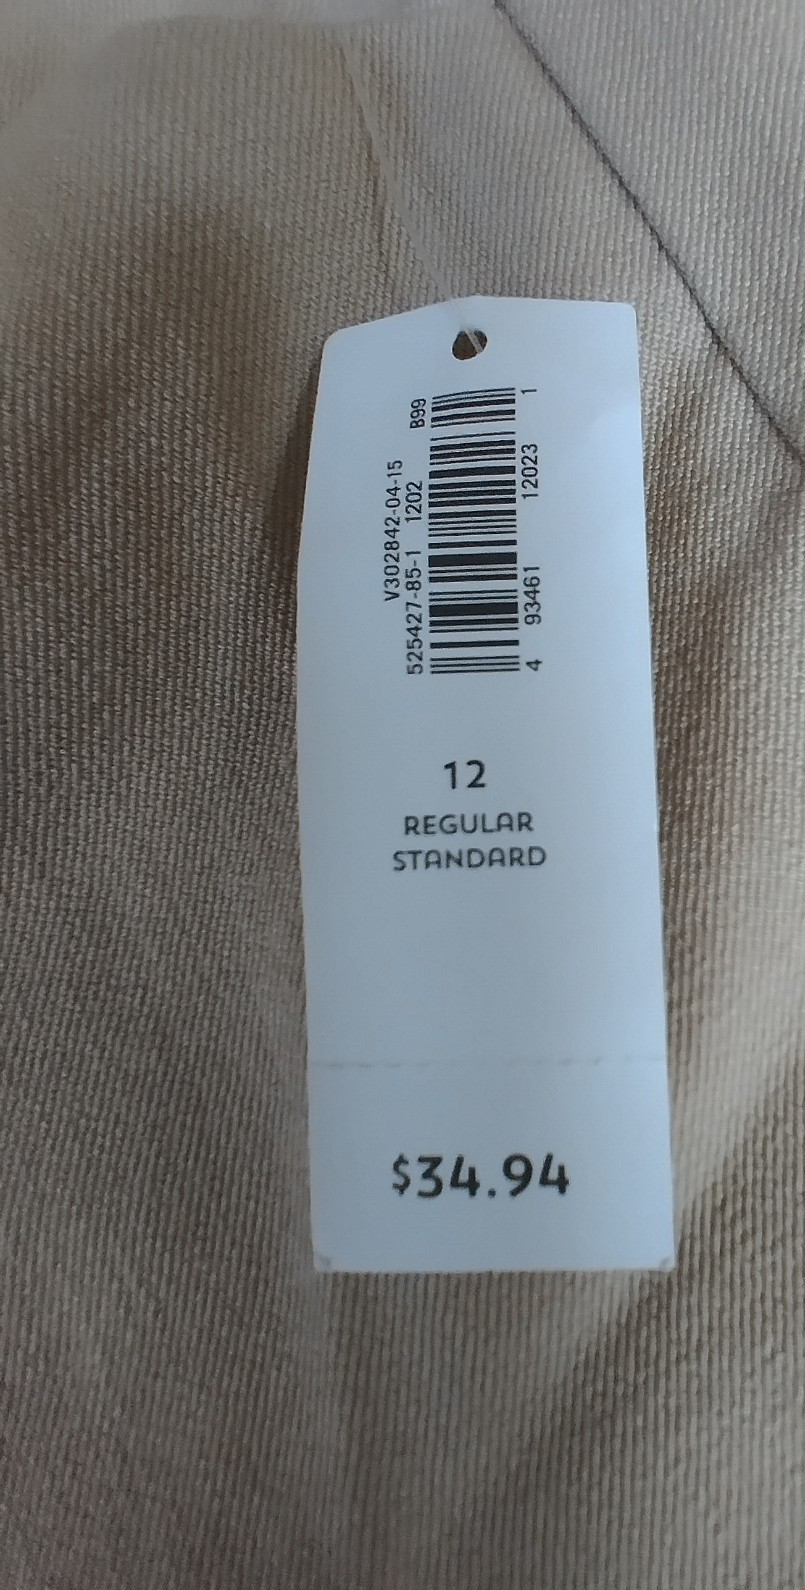 V302842-04-15
525427-85-1 1202 B99
4 93461 12023 1
12
REGULAR
STANDARD
$34.94